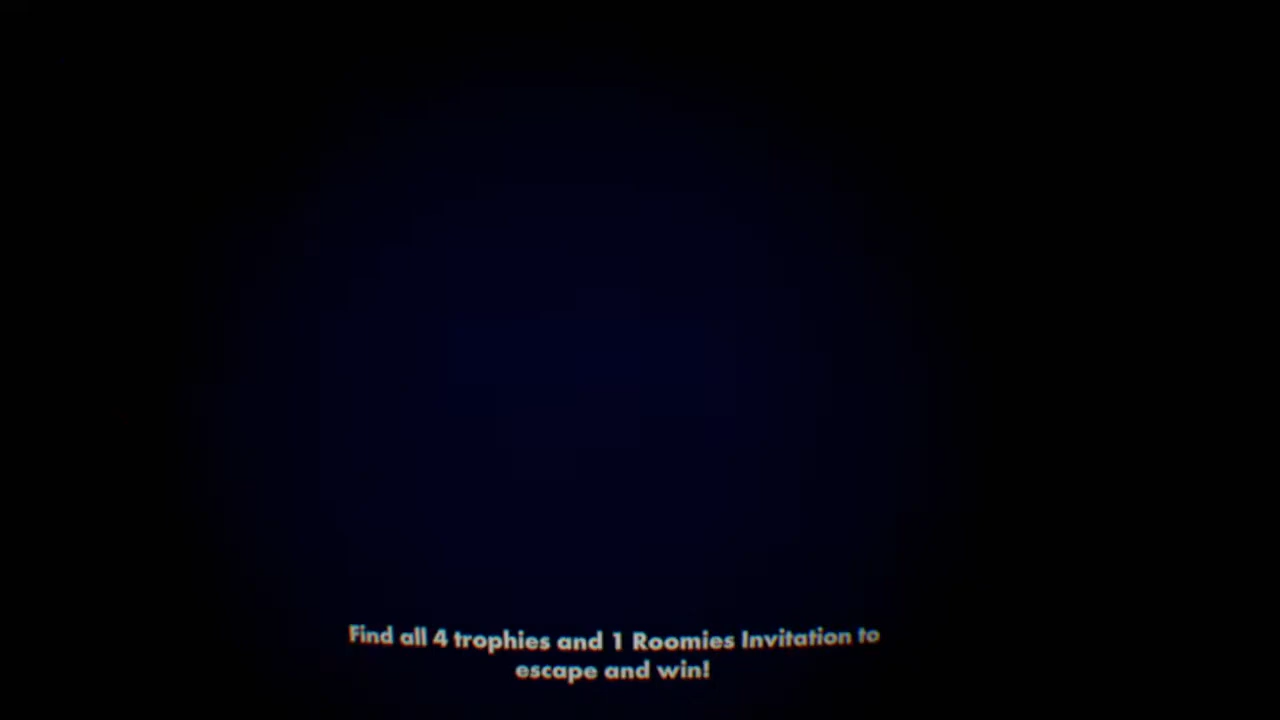 Find all 4 trophies and 1 Roomies Invitation to
escape and win!